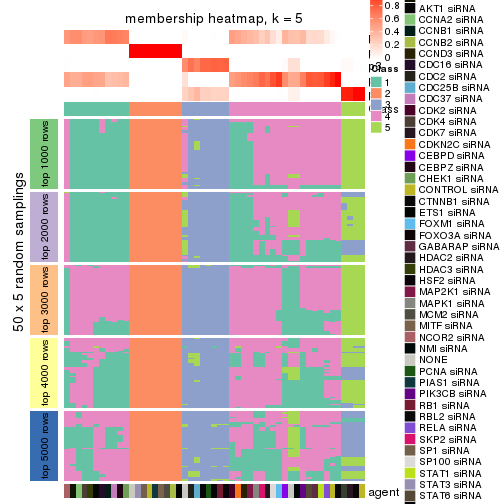 membership heatmap, k = 5
50 x 5 random samplings
top 1000 rows
top 2000 rows
top 3000 rows
top 4000 rows
top 5000 rows
0.8
0.6
0.4
0.2
0
Class
1
2
3
4
5
agent
AKT1 siRNA
CCNA2 siRNA
CCNB1 siRNA
CCNB2 siRNA
CCND3 siRNA
CDC16 siRNA
CDC2 siRNA
CDC25B siRNA
CDC37 siRNA
CDK2 siRNA
CDK4 siRNA
CDK7 siRNA
CDKN2C siRNA
CEBPD siRNA
CEBPZ siRNA
CHEK1 siRNA
CONTROL siRNA
CTNNB1 siRNA
ETS1 siRNA
FOXM1 siRNA
FOXO3A siRNA
GABARAP siRNA
HDAC2 siRNA
HDAC3 siRNA
HSF2 siRNA
MAP2K1 siRNA
MAPK1 siRNA
MCM2 siRNA
MITF siRNA
NCOR2 siRNA
NMI siRNA
NONE
PCNA siRNA
PIAS1 siRNA
PIK3CB siRNA
RB1 siRNA
RBL2 siRNA
RELA siRNA
SKP2 siRNA
SP1 siRNA
SP100 siRNA
STAT1 siRNA
STAT3 siRNA
STAT6 siRNA